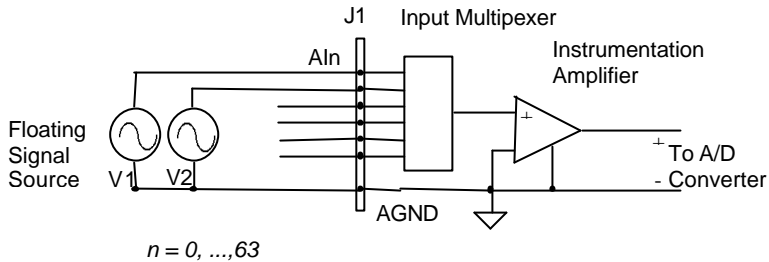 J1
Input Multipexer
AIn
Instrumentation
Amplifier
Floating
Signal
Source
V1
V2
+
+
To A/D
- Converter
AGND
n = 0, ...,63